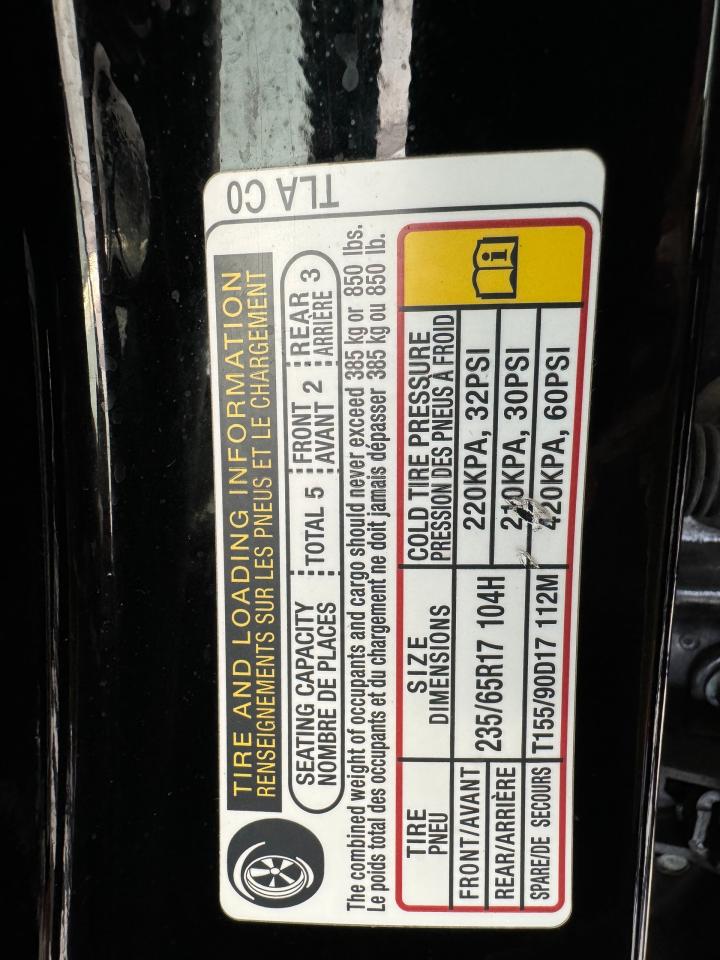 TLA C0
TIRE AND LOADING INFORMATION
RENSEIGNEMENTS SUR LES PNEUS ET LE CHARGEMENT
SEATING CAPACITY TOTAL 5 FRONT 2 REAR 3
NOMBRE DE PLACES AVANT ARRIÈRE
The combined weight of occupants and cargo should never exceed 385 kg or 850 lbs.
Le poids total des occupants et du chargement ne doit jamais dépasser 385 kg ou 850 lb.
TIRE SIZE COLD TIRE PRESSURE
PNEU DIMENSIONS PRESSION DES PNEUS À FROID
FRONT/AVANT 235/65R17 104H 220KPA, 32PSI
REAR/ARRIÈRE 210KPA, 30PSI
SPARE/DE SECOURS T155/90D17 112M 420KPA, 60PSI